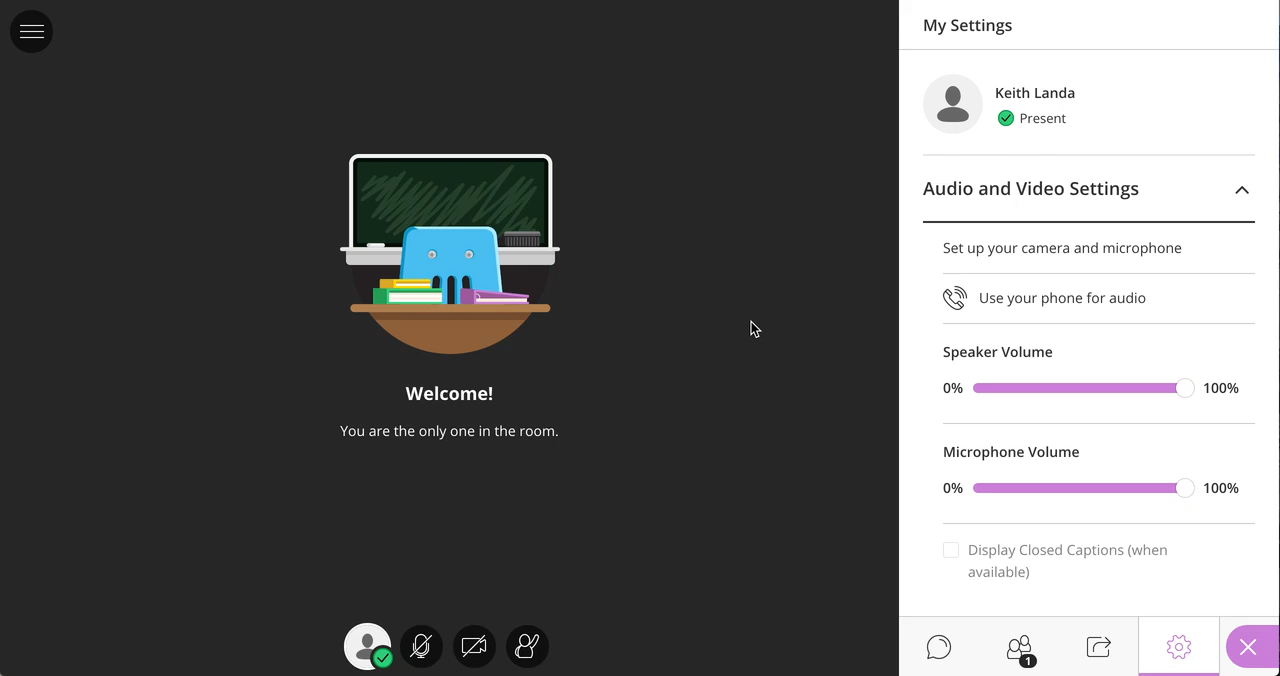 My Settings
Keith Landa
Present
Audio and Video Settings
Set up your camera and microphone
Use your phone for audio
Speaker Volume
0% 100%
Microphone Volume
0% 100%
Display Closed Captions (when
available)
Welcome!
You are the only one in the room.
1